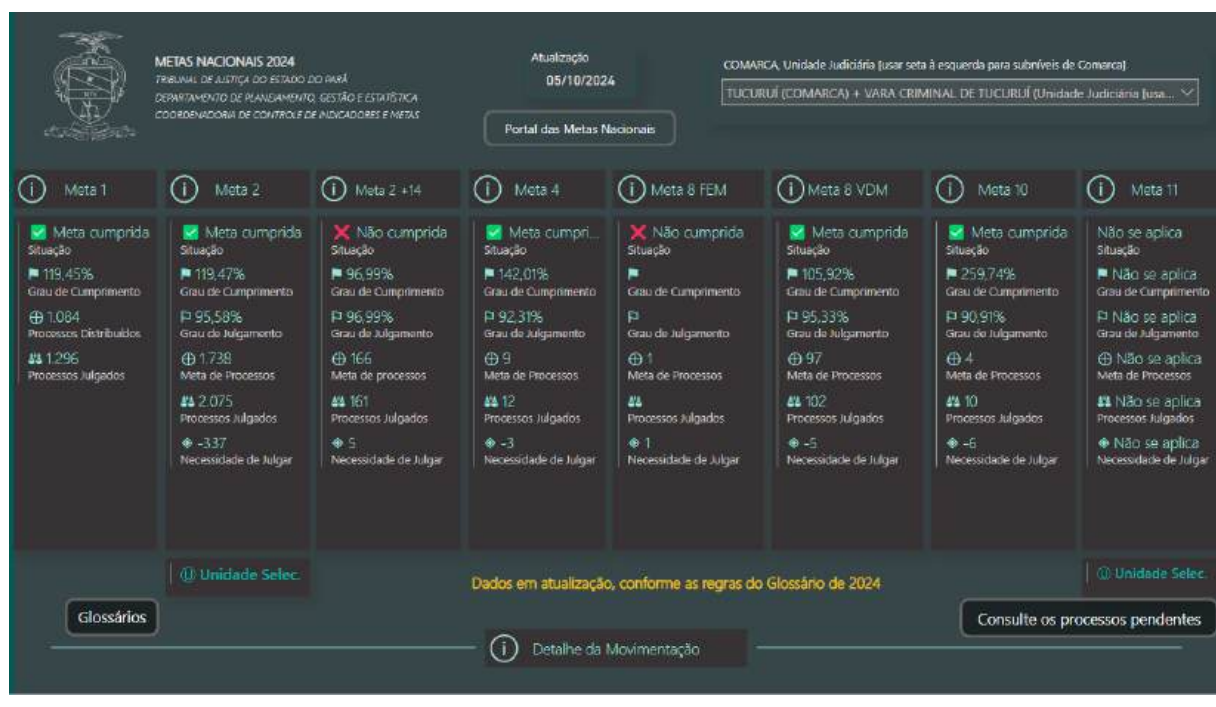 METAS NACIONAIS 2024
TRIBUNAL DE JUSTIÇA DO ESTADO DO PARÁ
DEPARTAMENTO DE PLANEJAMENTO, GESTÃO E ESTATÍSTICA
COORDENADORIA DE CONTROLE DE INDICADORES E METAS
Atualização
05/10/2024
Portal das Metas Nacionais
COMARCA, Unidade Judiciária [usar seta à esquerda para subníveis de Comarca]
TUCURUÍ (COMARCA) + VARA CRIMINAL DE TUCURUÍ (Unidade Judiciária [usa...
Meta 1
Meta cumprida
Situação
119,45%
Grau de Cumprimento
1.084
Processos Distribuídos
1.296
Processos Julgados
Meta 2
Meta cumprida
Situação
119,47%
Grau de Cumprimento
95,58%
Grau de Julgamento
1.738
Meta de Processos
2.075
Processos Julgados
-337
Necessidade de Julgar
Unidade Selec.
Meta 2 +14
Não cumprida
Situação
96,99%
Grau de Cumprimento
96,99%
Grau de Julgamento
166
Meta de processos
161
Processos Julgados
5
Necessidade de Julgar
Meta 4
Meta cumpri...
Situação
142,01%
Grau de Cumprimento
92,31%
Grau de Julgamento
9
Meta de Processos
12
Processos Julgados
-3
Necessidade de Julgar
Meta 8 FEM
Não cumprida
Situação
Grau de Cumprimento
Grau de Julgamento
1
Meta de Processos
Processos Julgados
1
Necessidade de Julgar
Meta 8 VDM
Meta cumprida
Situação
105,92%
Grau de Cumprimento
95,33%
Grau de Julgamento
97
Meta de Processos
102
Processos Julgados
-5
Necessidade de Julgar
Meta 10
Meta cumprida
Situação
259,74%
Grau de Cumprimento
90,91%
Grau de Julgamento
4
Meta de Processos
10
Processos Julgados
-6
Necessidade de Julgar
Meta 11
Não se aplica
Situação
Não se aplica
Grau de Cumprimento
Não se aplica
Grau de Julgamento
Não se aplica
Meta de Processos
Não se aplica
Processos Julgados
Não se aplica
Necessidade de Julgar
Unidade Selec.
Dados em atualização, conforme as regras do Glossário de 2024
Glossários
Consulte os processos pendentes
Detalhe da Movimentação